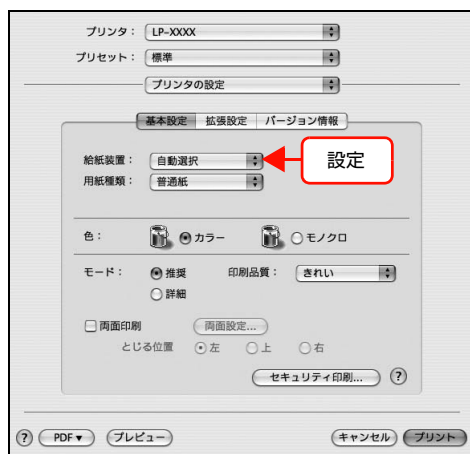 プリンタ： LP-XXXX
プリセット： 標準
プリンタの設定
基本設定 拡張設定 バージョン情報
給紙装置： 自動選択 設定
用紙種類： 普通紙
色： カラー モノクロ
モード： 推奨 印刷品質： きれい
詳細
両面印刷 両面設定...
とじる位置 左 上 右
セキュリティ印刷... ?
? PDF▼ プレビュー キャンセル プリント